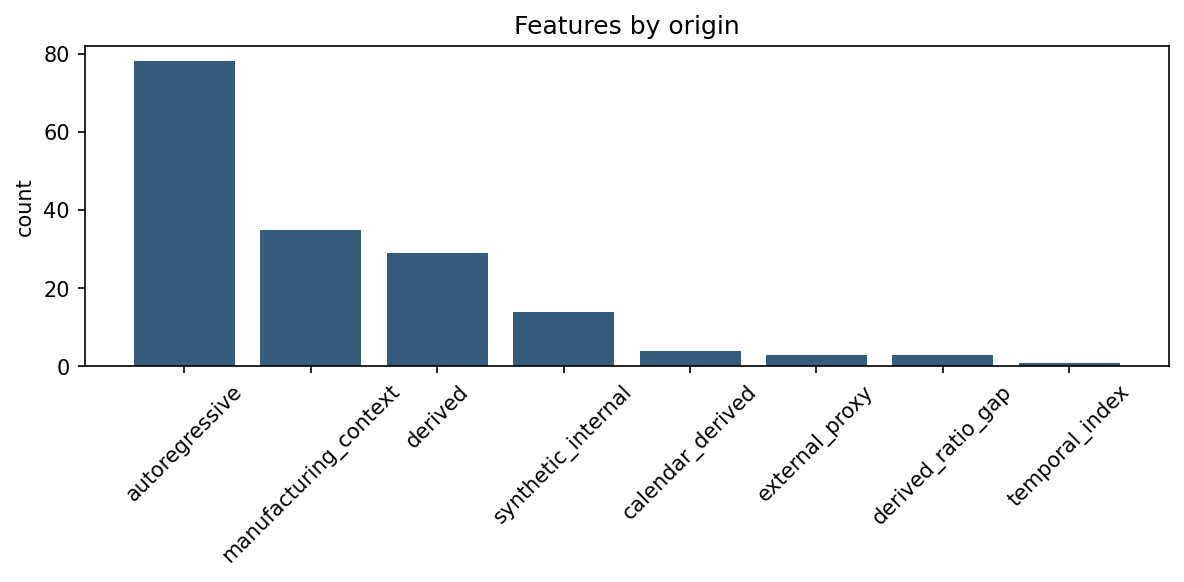 Features by origin
80
60
40
20
0
count
autoregressive
manufacturing_context
derived
synthetic_internal
calendar_derived
external_proxy
derived_ratio_gap
temporal_index